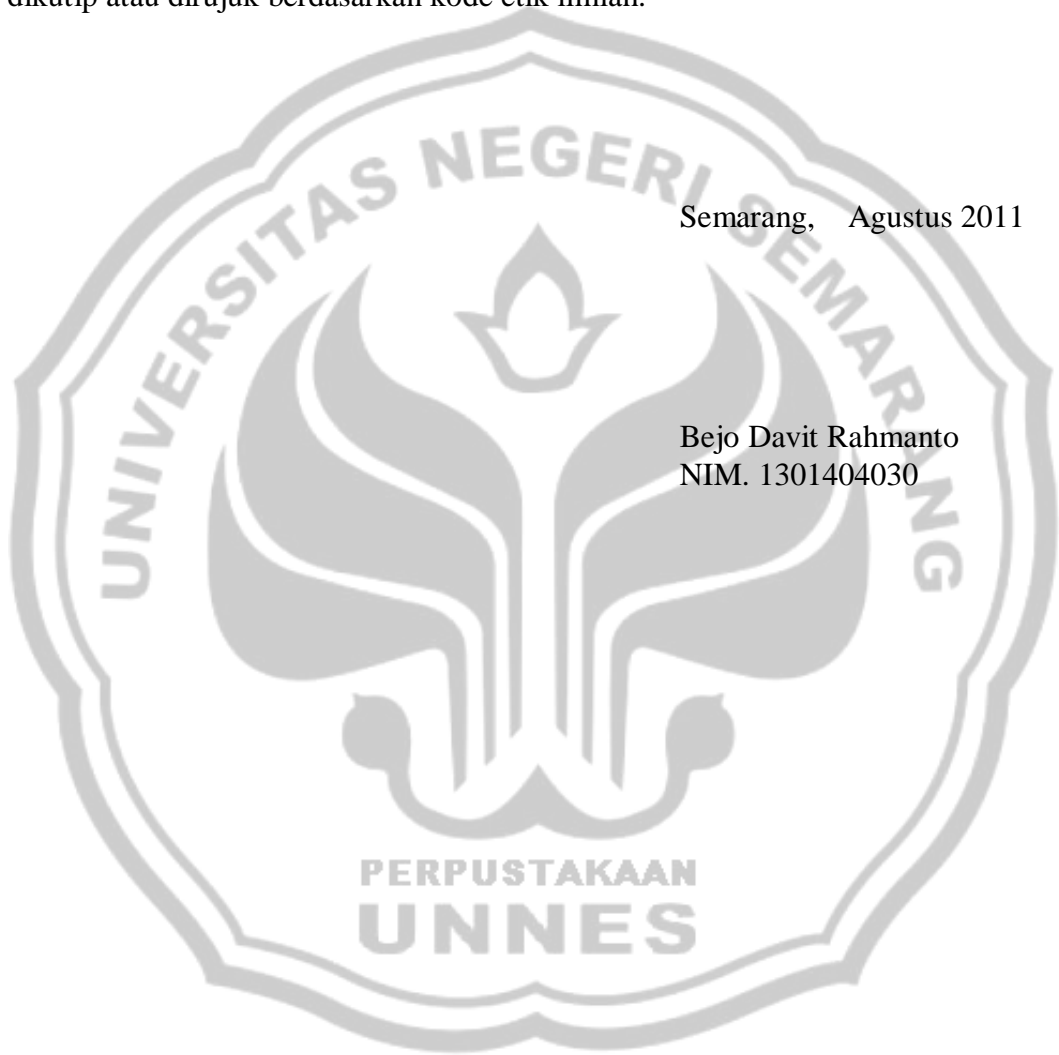 dikutip atau dirujuk berdasarkan kode etik ilmiah.
UNIVERSITAS NEGERI SEMARANG
Semarang, Agustus 2011
Bejo Davit Rahmanto
NIM. 1301404030
PERPUSTAKAAN
UNNES